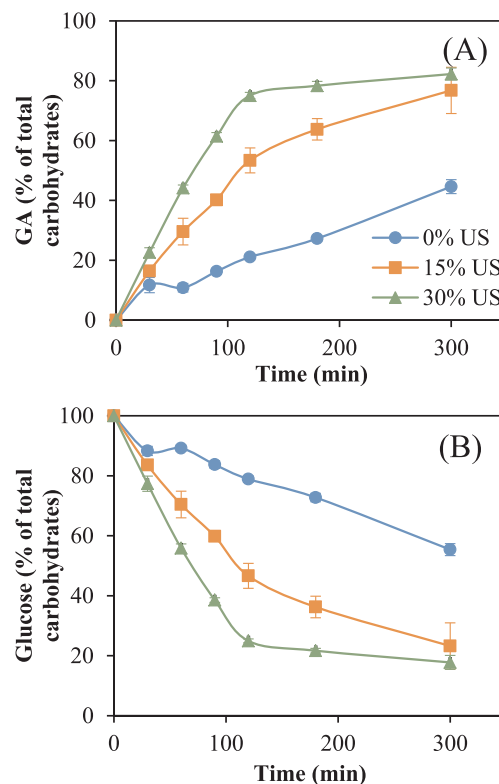 (A)
GA (% of total
carbohydrates)
100
80
60
40
20
0
0% US
15% US
30% US
0 100 200 300
Time (min)
(B)
Glucose (% of total
carbohydrates)
100
80
60
40
20
0
0 100 200 300
Time (min)